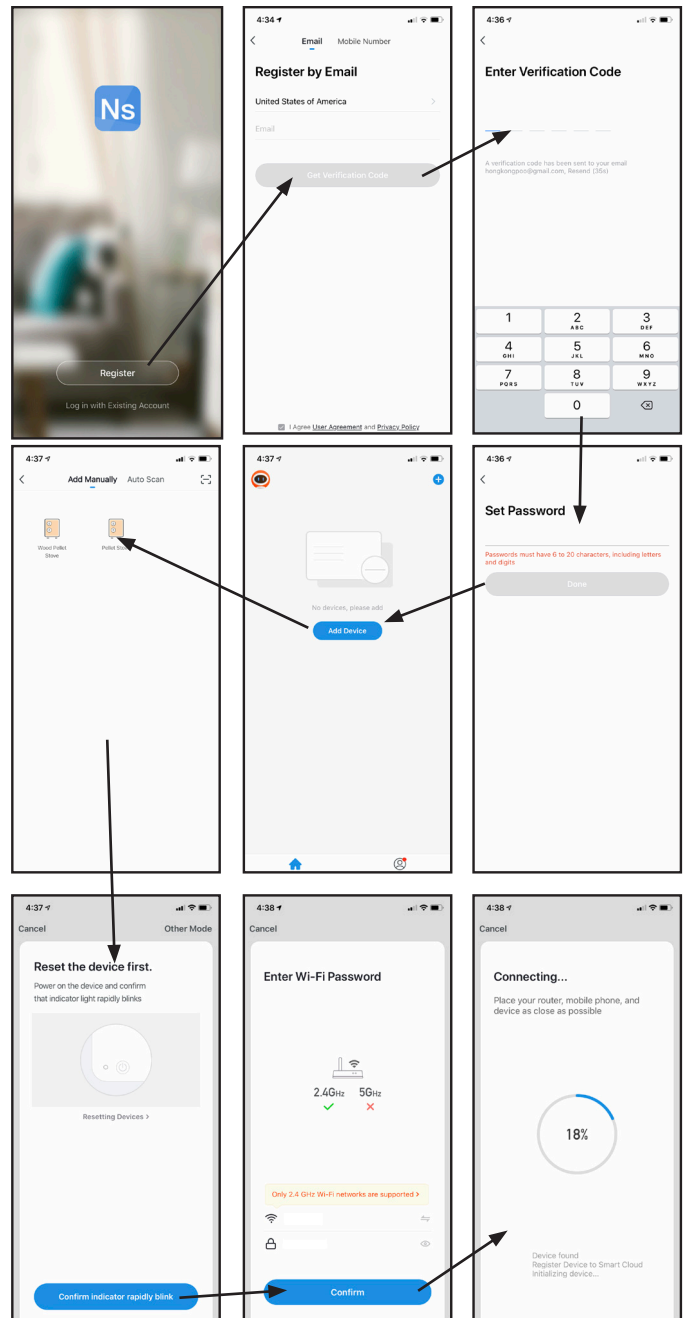 Ns
Register
Log in with Existing Account
4:34
Email Mobile Number
Register by Email
United States of America
Email
Get Verification Code
I Agree User Agreement and Privacy Policy
4:36
Enter Verification Code
A verification code has been sent to your email
hongkongpoo@gmail.com, Resend (36s)
1 2 3
ABC DEF
4 5 6
GHI JKL MNO
7 8 9
PQRS TUV WXYZ
0
4:37
Add Manually Auto Scan
Wood Pellet
Stove
Pellet Stove
4:37
No devices, please add
Add Device
4:36
Set Password
Passwords must have 6 to 20 characters, including letters
and digits
Done
4:37
Cancel Other Mode
Reset the device first.
Power on the device and confirm
that indicator light rapidly blinks
Resetting Devices >
Confirm indicator rapidly blink
4:38
Cancel
Enter Wi-Fi Password
2.4GHz 5GHz
Only 2.4 GHz Wi-Fi networks are supported >
Confirm
4:38
Cancel
Connecting...
Place your router, mobile phone, and
device as close as possible
18%
Device found
Register Device to Smart Cloud
Initializing device...